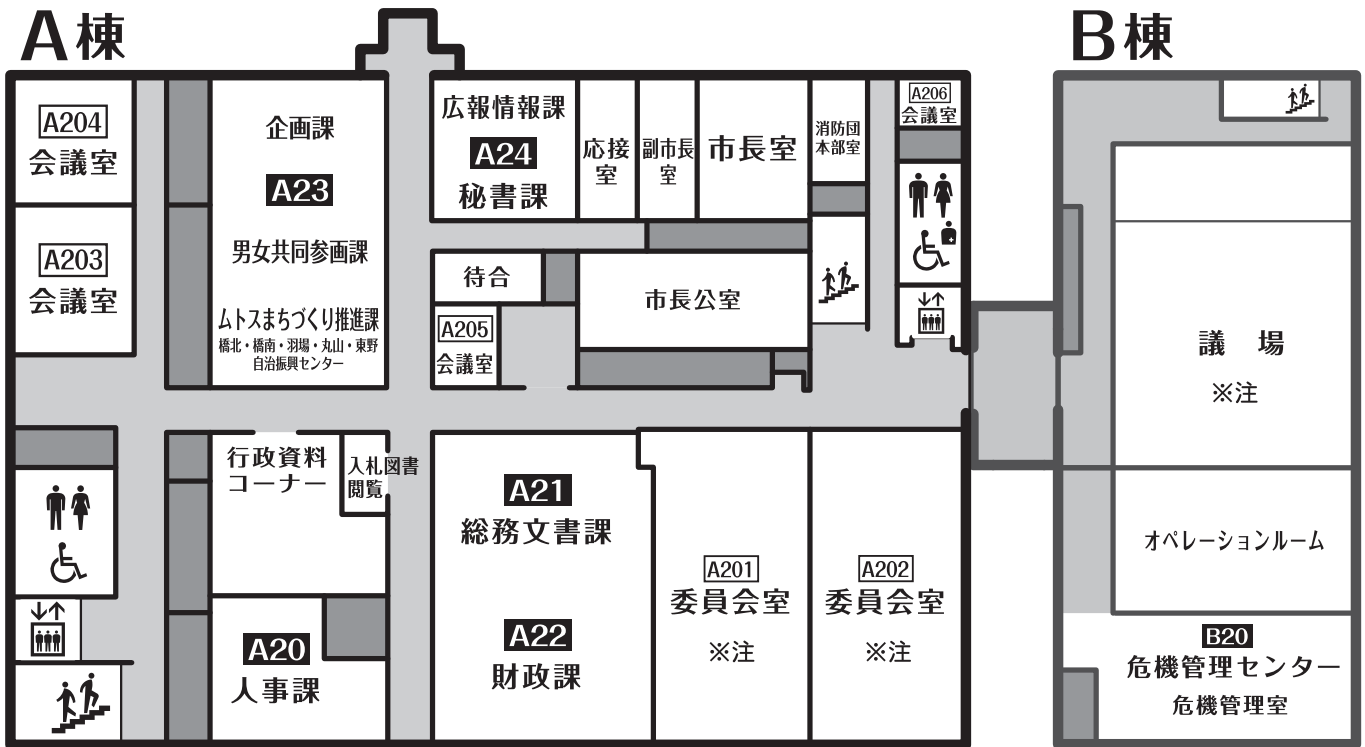 A棟
A204
会議室
A203
会議室
企画課
A23
男女共同参画課
ムトスまちづくり推進課
橋北・橋南・羽場・丸山・東野
自治振興センター
広報情報課
A24
秘書課
応接
室
副市長
室
市長室
消防団
本部室
A206
会議室
待合
A205
会議室
市長公室
行政資料
コーナー
入札図書
閲覧
A20
人事課
A21
総務文書課
A22
財政課
A201
委員会室
※注
A202
委員会室
※注
B棟
議 場
※注
オペレーションルーム
B20
危機管理センター
危機管理室